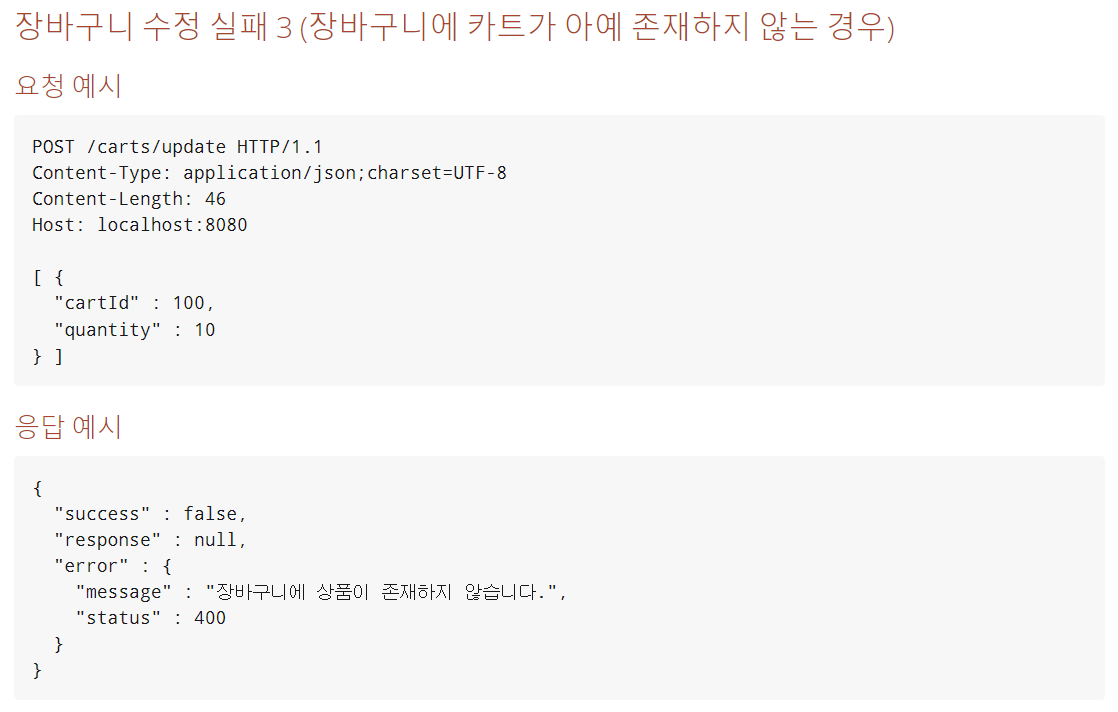 장바구니 수정 실패 3 (장바구니에 카트가 아예 존재하지 않는 경우)
요청 예시
POST /carts/update HTTP/1.1
Content-Type: application/json;charset=UTF-8
Content-Length: 46
Host: localhost:8080
[ {
  "cartId" : 100,
  "quantity" : 10
} ]
응답 예시
{
  "success" : false,
  "response" : null,
  "error" : {
    "message" : "장바구니에 상품이 존재하지 않습니다.",
    "status" : 400
  }
}